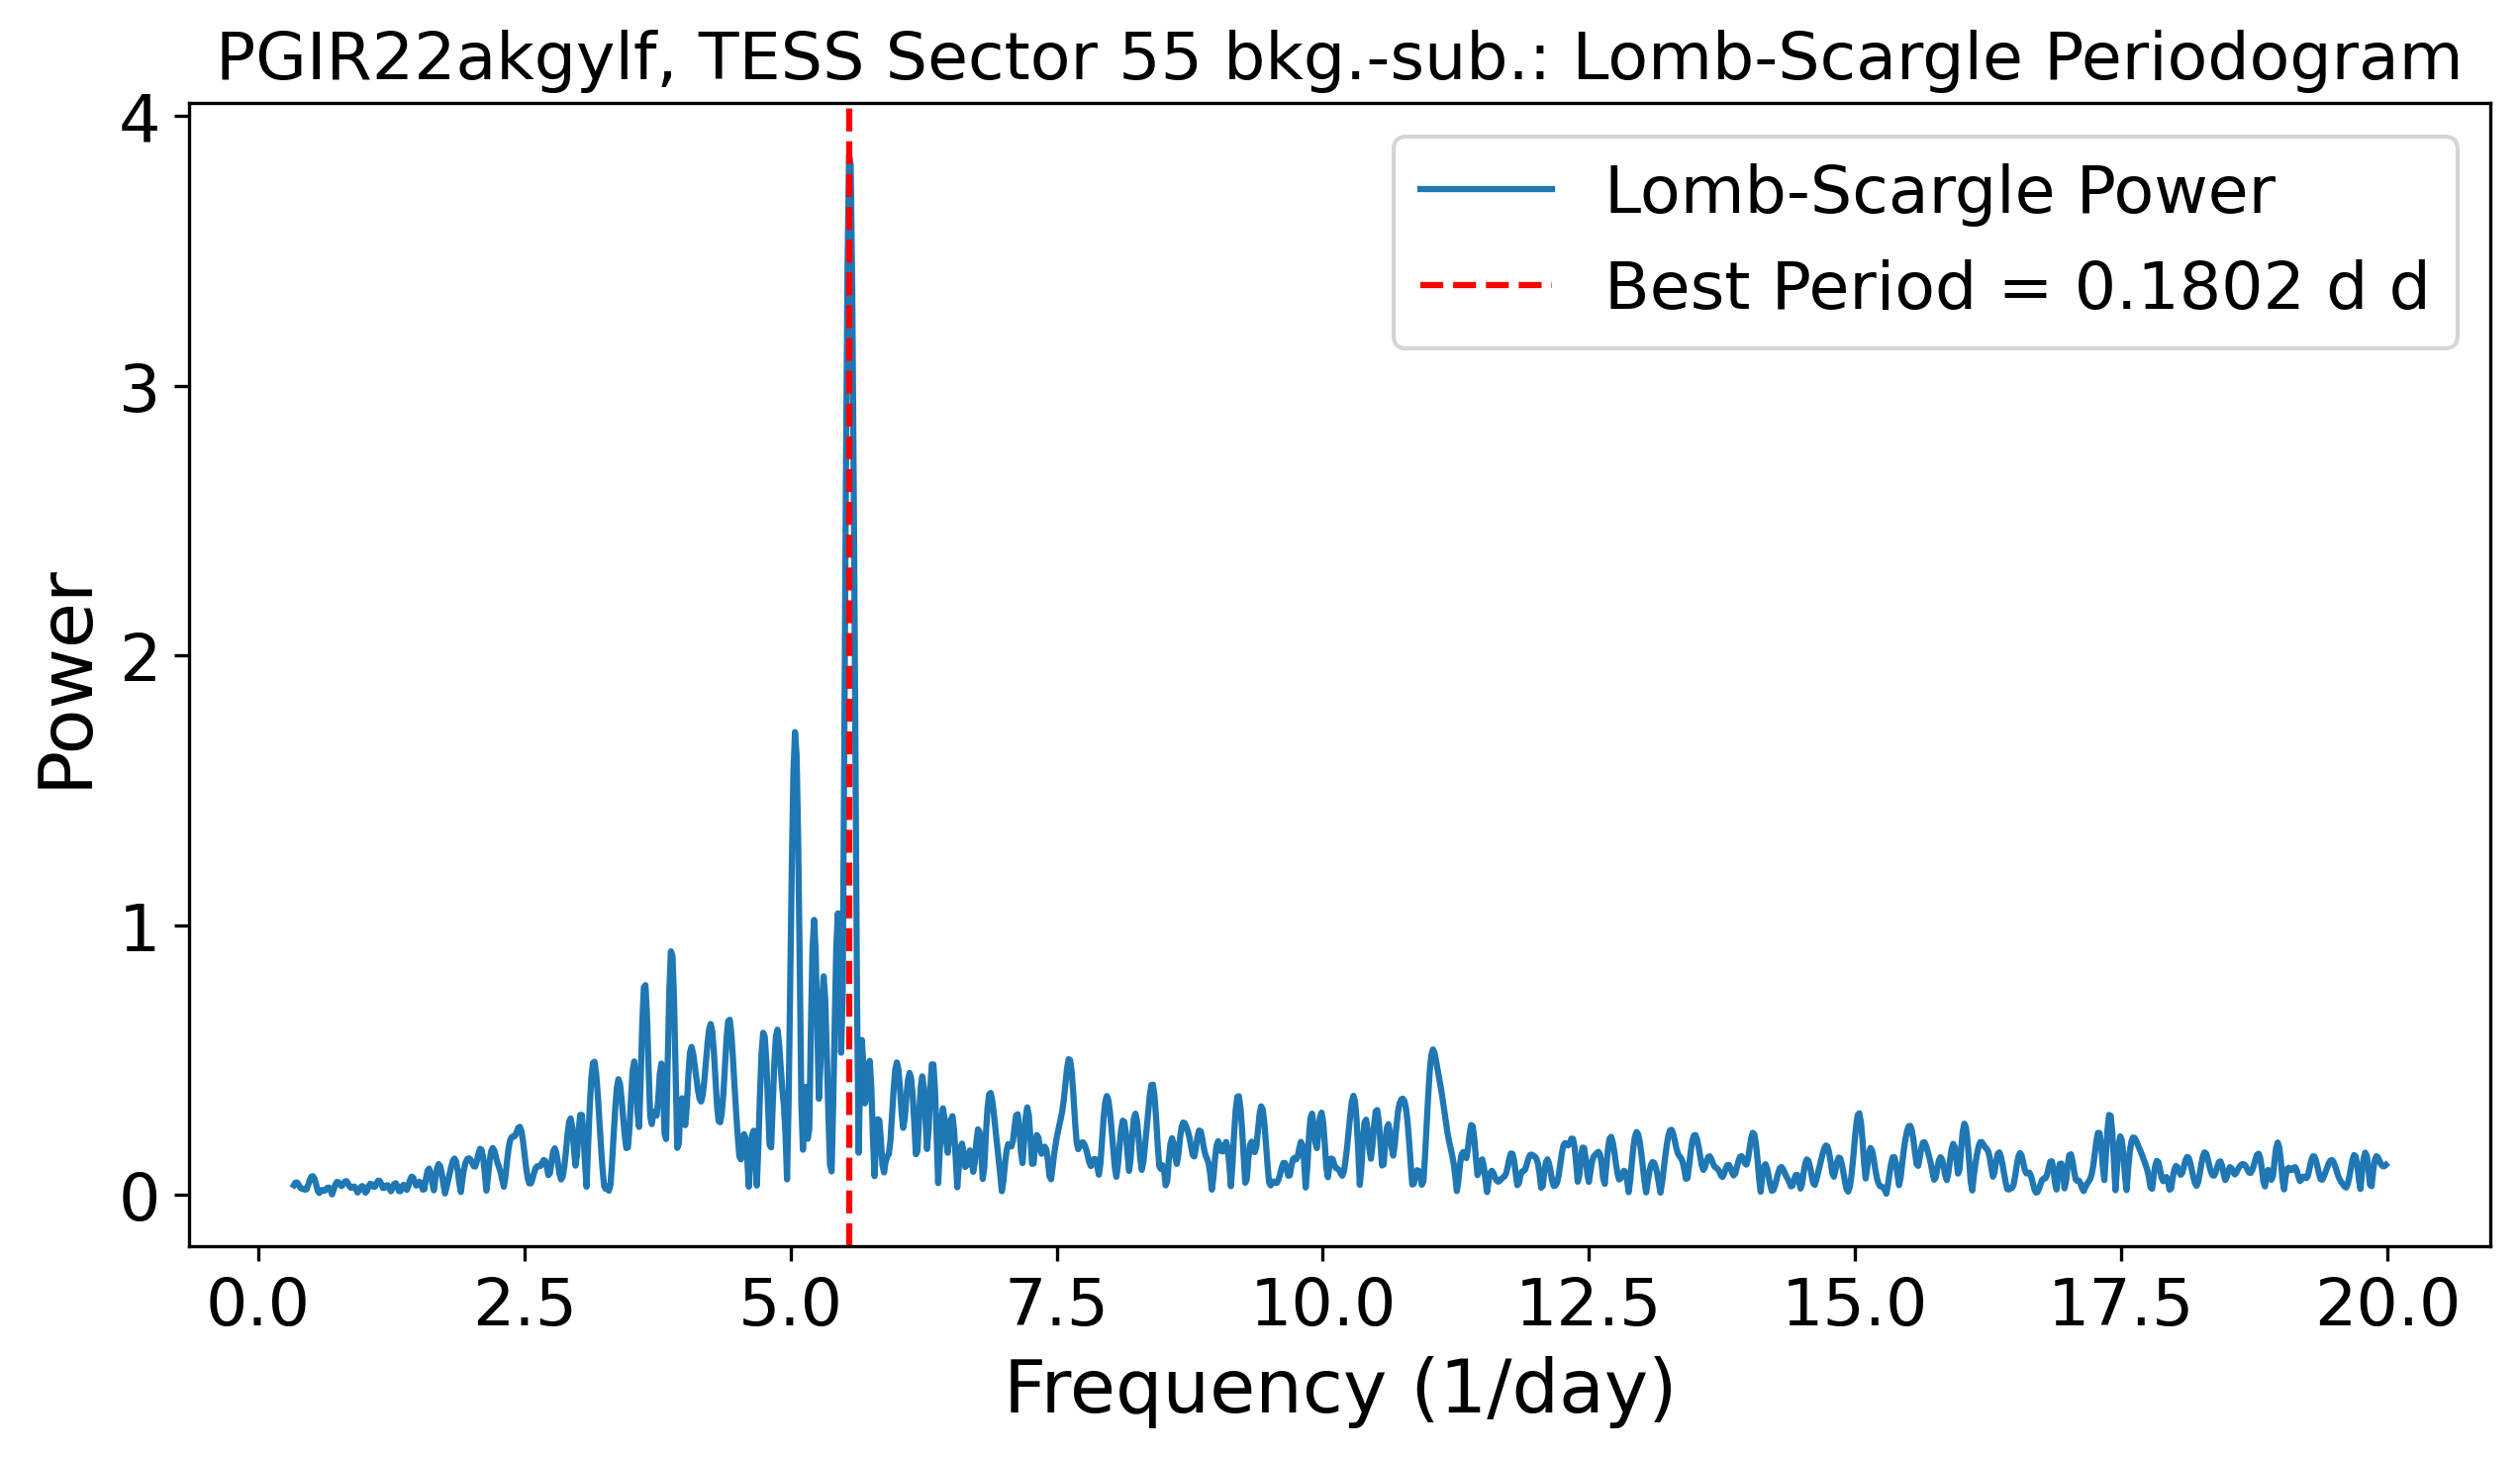 PGIR22akgylf, TESS Sector 55 bkg.-sub.: Lomb-Scargle Periodogram
Lomb-Scargle Power
Best Period = 0.1802 d d
4
3
2
1
0
Power
0.0 2.5 5.0 7.5 10.0 12.5 15.0 17.5 20.0
Frequency (1/day)